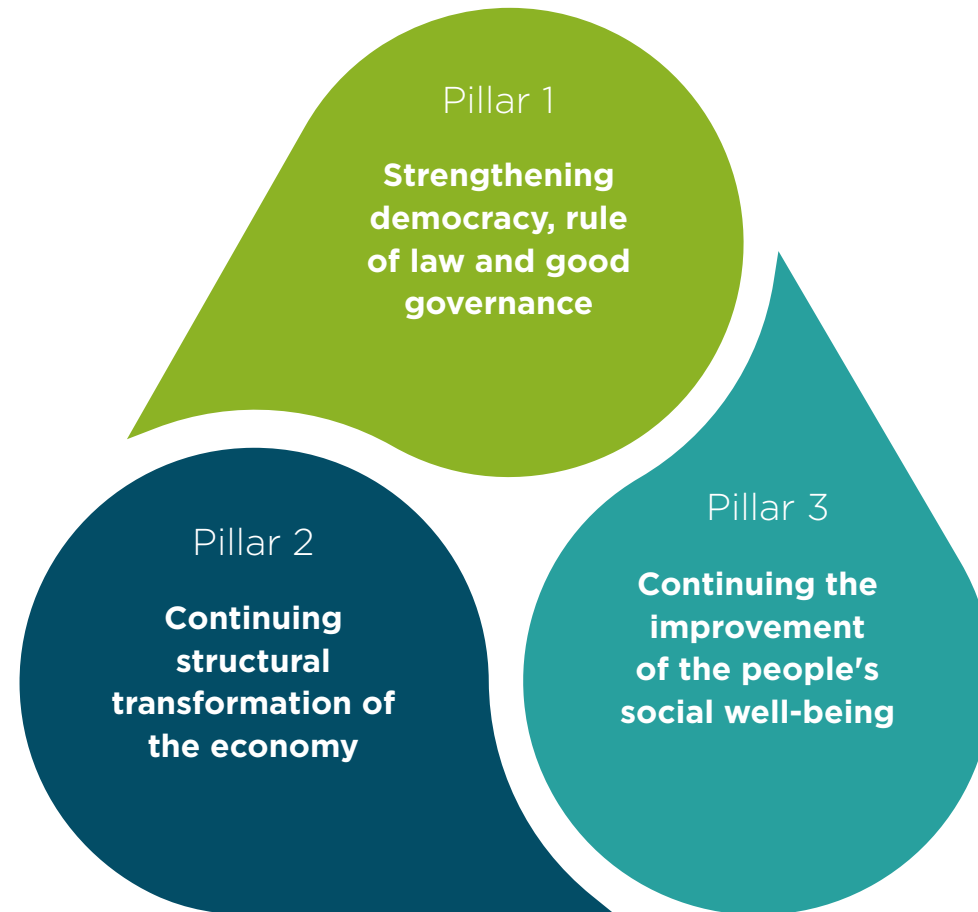 Pillar 1
Strengthening
democracy, rule
of law and good
governance
Pillar 2
Continuing
structural
transformation of
the economy
Pillar 3
Continuing the
improvement
of the people's
social well-being